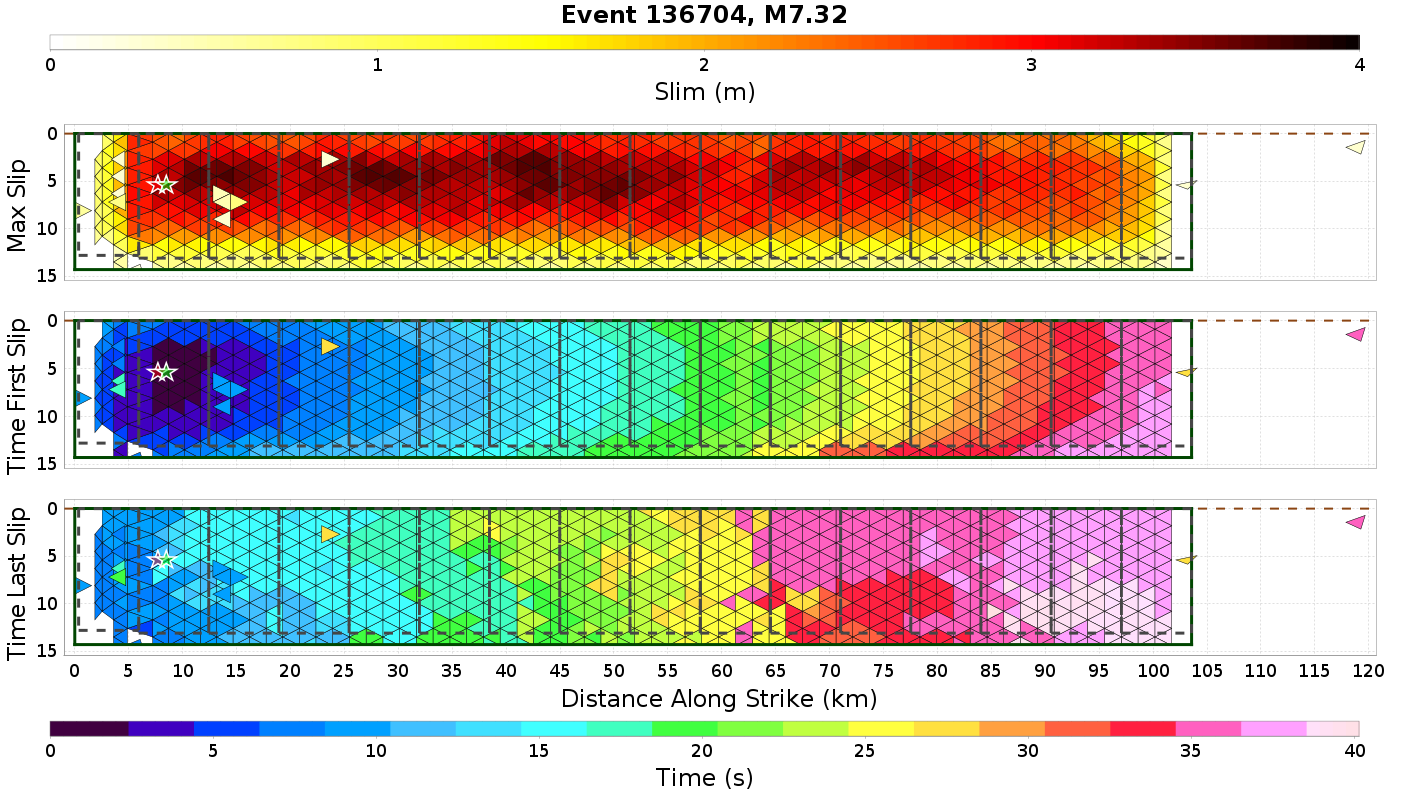 Event 136704, M7.32
0 1 2 3 4
Slim (m)
Max Slip
0
5
10
15
Time First Slip
0
5
10
15
Time Last Slip
0
5
10
15
0 5 10 15 20 25 30 35 40 45 50 55 60 65 70 75 80 85 90 95 100 105 110 115 120
Distance Along Strike (km)
0 5 10 15 20 25 30 35 40
Time (s)